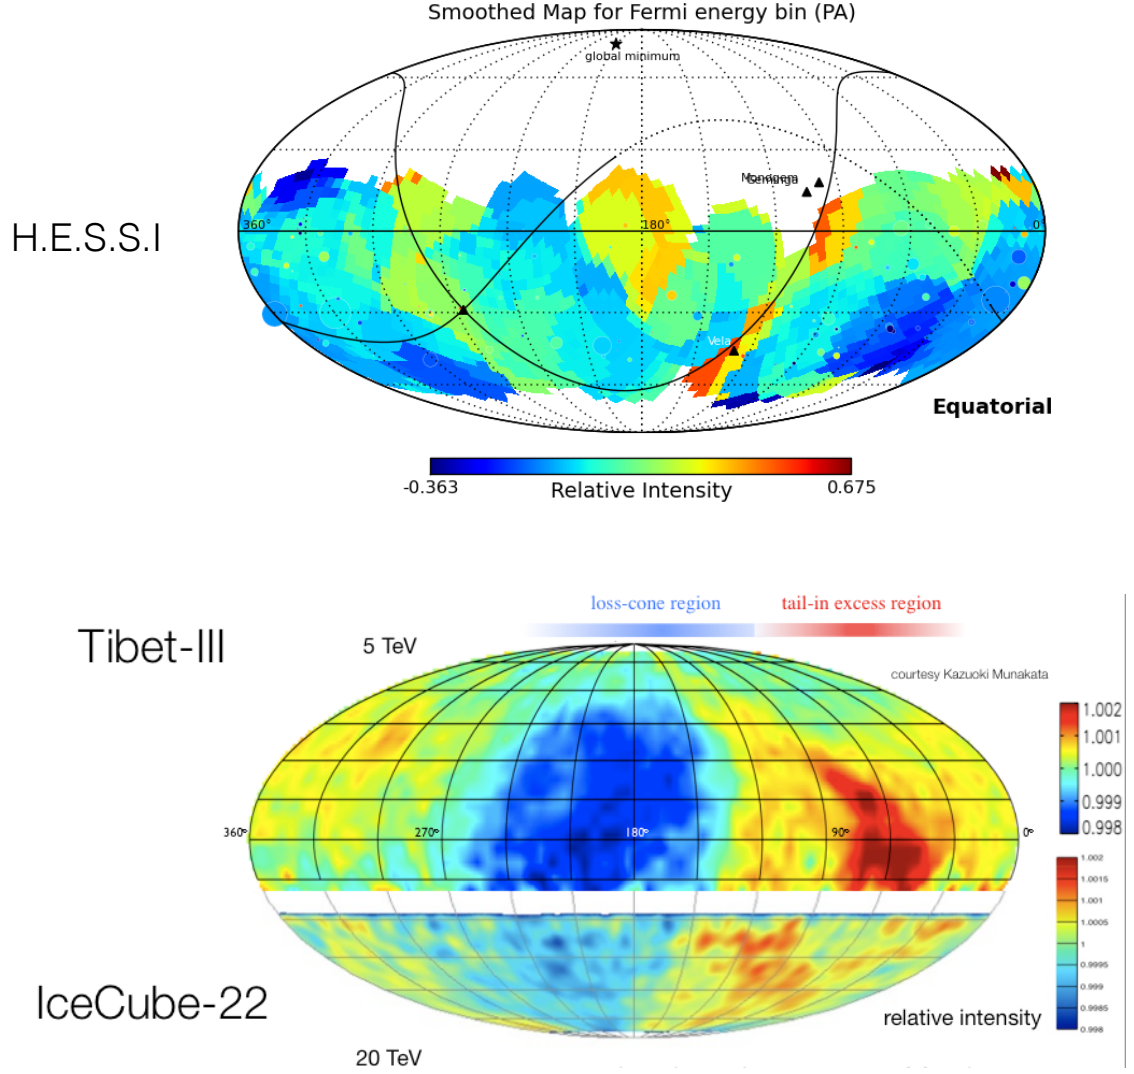 Smoothed Map for Fermi energy bin (PA)
global minimum
Geminga
H.E.S.S.I
360°
180°
0°
Vela
Equatorial
-0.363
0.675
Relative Intensity
loss-cone region
tail-in excess region
Tibet-III
5 TeV
courtesy Kazuoki Munakata
1.002
1.001
1.000
0.999
0.998
360°
270°
180°
90°
0°
1.002
1.0015
1.001
1.0005
1
0.9995
0.999
0.9985
0.998
IceCube-22
relative intensity
20 TeV